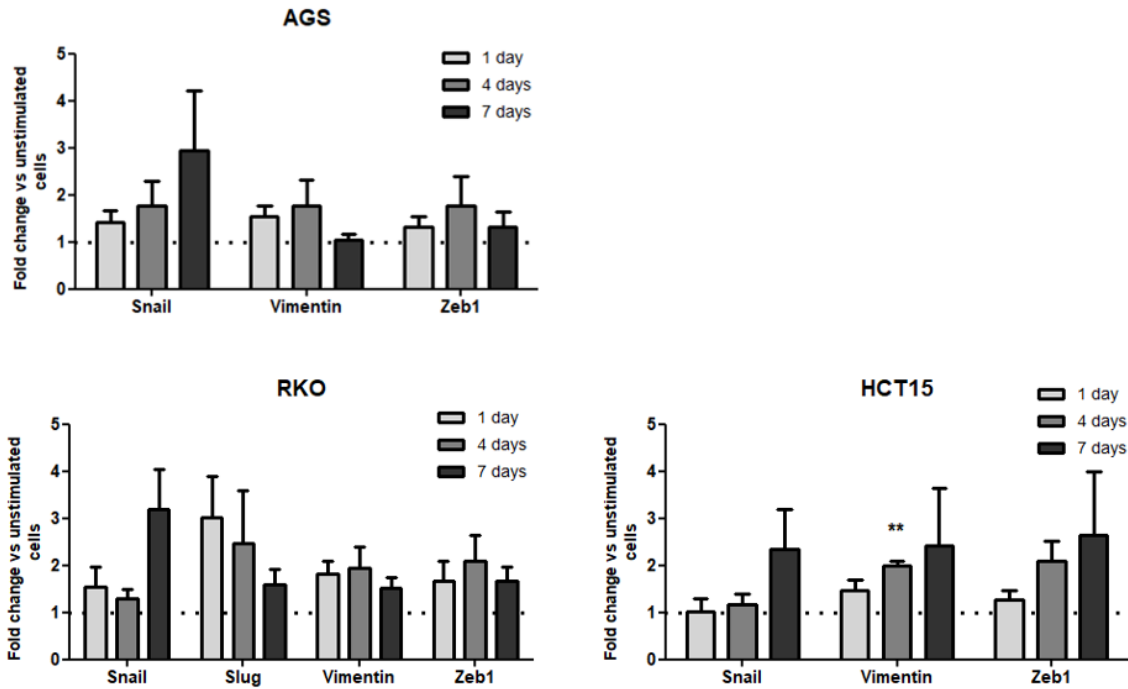 AGS
Fold change vs unstimulated
cells
5
4
3
2
1
0
1 day
4 days
7 days
Snail
Vimentin
Zeb1
RKO
Fold change vs unstimulated
cells
5
4
3
2
1
0
1 day
4 days
7 days
Snail
Slug
Vimentin
Zeb1
HCT15
Fold change vs unstimulated
cells
5
4
3
2
1
0
1 day
4 days
7 days
**
Snail
Vimentin
Zeb1